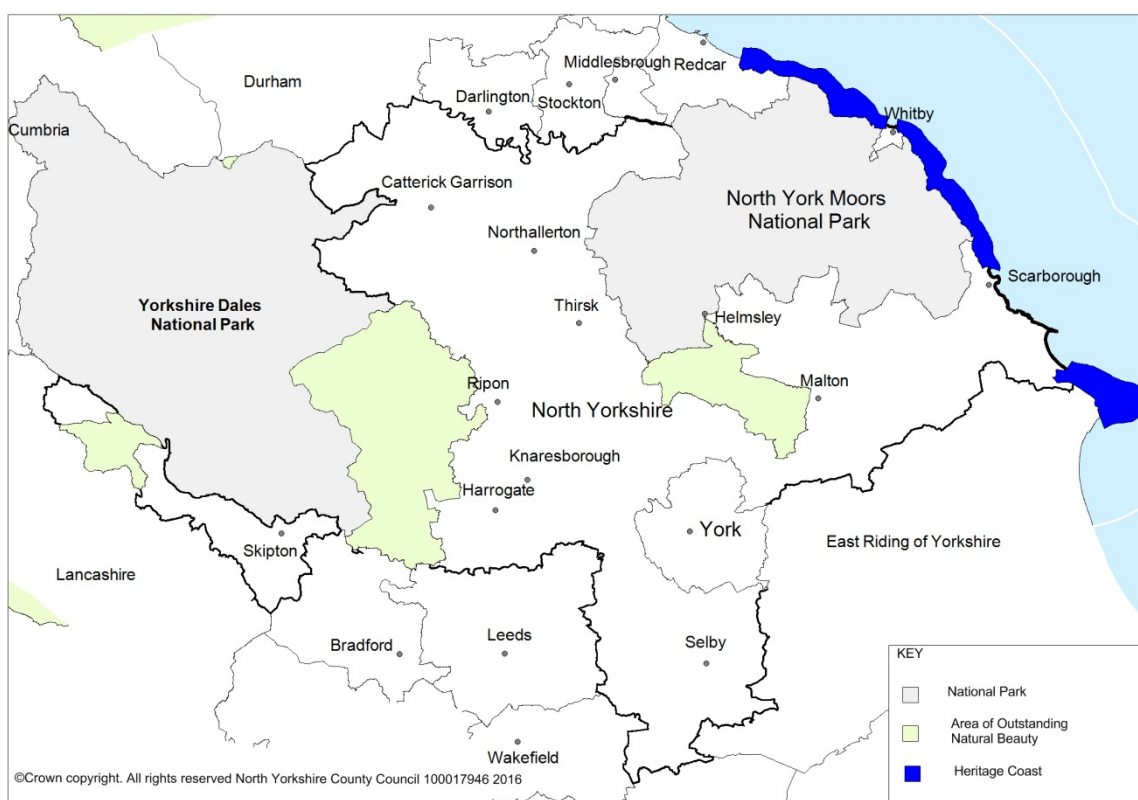 Durham
Middlesbrough
Redcar
Darlington
Stockton
Cumbria
Whitby
Catterick Garrison
North York Moors
National Park
Northallerton
Scarborough
Yorkshire Dales
National Park
Thirsk
Helmsley
Ripon
Malton
North Yorkshire
Knaresborough
Harrogate
York
East Riding of Yorkshire
Skipton
Lancashire
Bradford
Leeds
Selby
KEY
National Park
Area of Outstanding
Natural Beauty
Wakefield
Heritage Coast
©Crown copyright. All rights reserved North Yorkshire County Council 100017946 2016